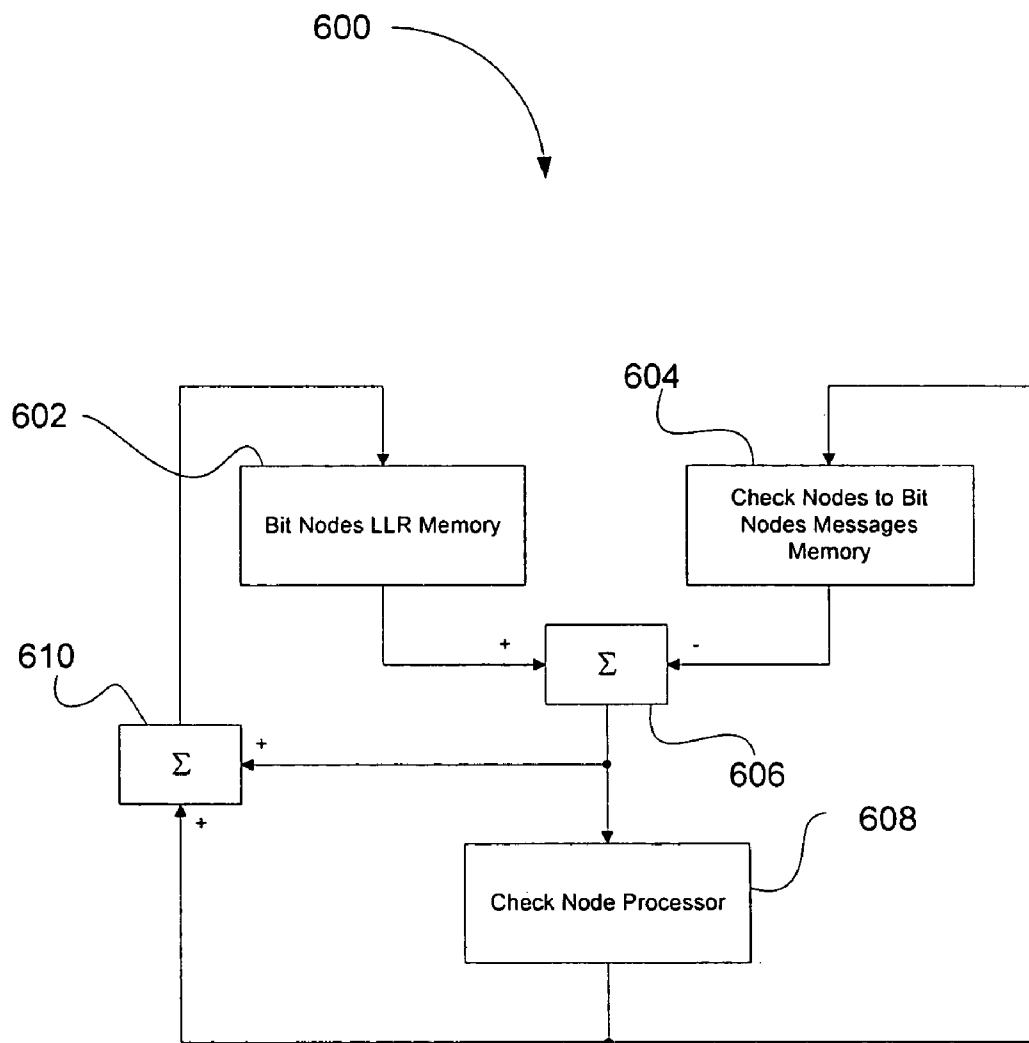 600
602
604
Bit Nodes LLR Memory
Check Nodes to Bit
Nodes Messages
Memory
+
Σ
-
610
Σ
+
+
606
608
Check Node Processor